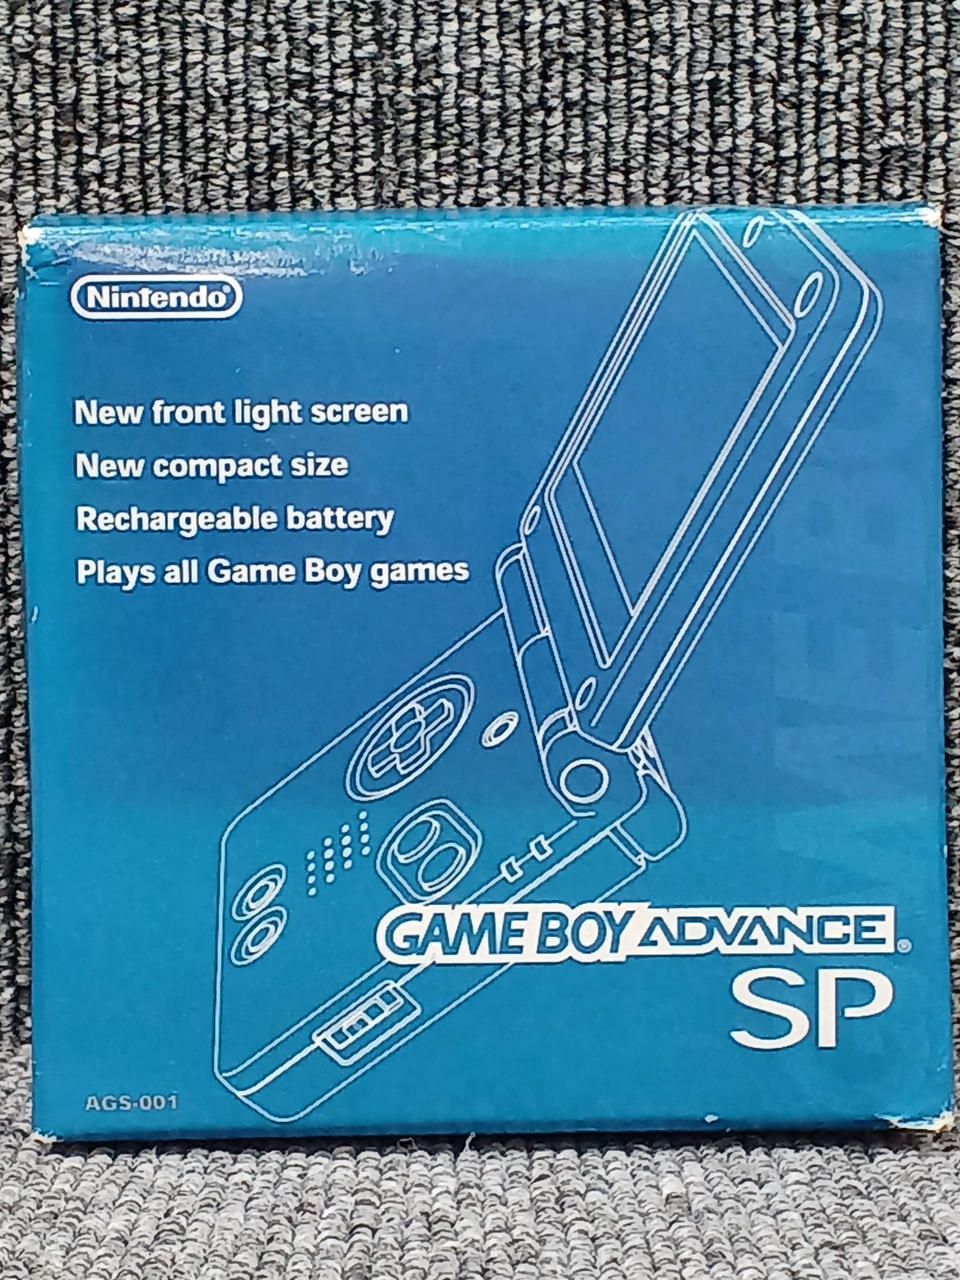 Nintendo®
New front light screen
New compact size
Rechargeable battery
Plays all Game Boy games
GAME BOY ADVANCE®
SP
AGS-001